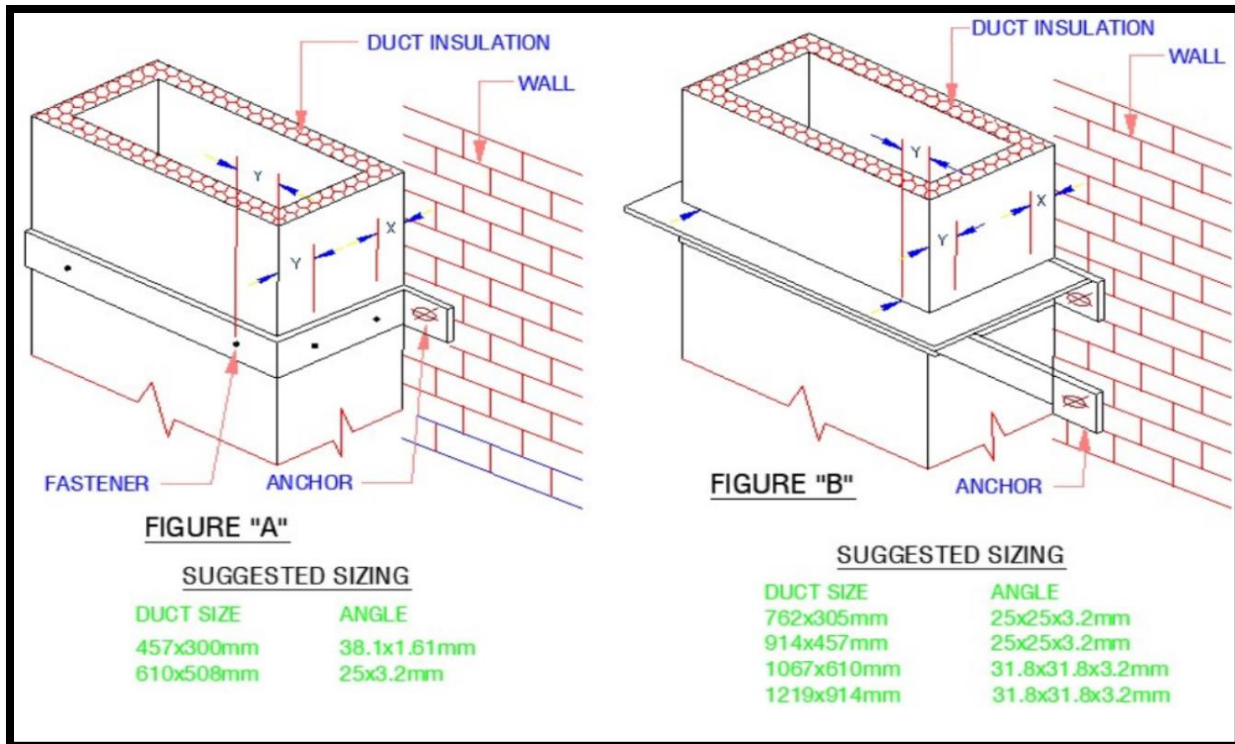 DUCT INSULATION
WALL
Y
X
Y
FASTENER
ANCHOR
FIGURE "A"
SUGGESTED SIZING
DUCT SIZE ANGLE
457x300mm 38.1x1.61mm
610x508mm 25x3.2mm
DUCT INSULATION
WALL
Y
X
Y
ANCHOR
FIGURE "B"
SUGGESTED SIZING
DUCT SIZE ANGLE
762x305mm 25x25x3.2mm
914x457mm 25x25x3.2mm
1067x610mm 31.8x31.8x3.2mm
1219x914mm 31.8x31.8x3.2mm